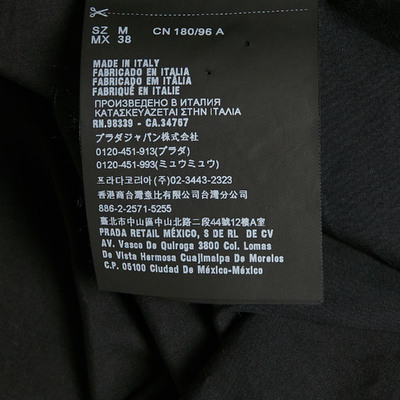 SZ M CN 180/96 A
MX 38
MADE IN ITALY
FABRICADO EN ITALIA
FABRICADO EM ITÁLIA
FABRIQUÉ EN ITALIE
ПРОИЗВЕДЕНО В ИТАЛИЯ
ΚΑΤΑΣΚΕΥΑΖΕΤΑΙ ΣΤΗΝ ΙΤΑΛΙΑ
RN.98339 - CA.34767
プラダジャパン株式会社
0120-451-913(プラダ)
0120-451-993(ミュウミュウ)
프라다코리아 (주)02-3443-2323
香港商台灣意比有限公司台灣分公司
886-2-2571-5255
臺北市中山區中山北路二段44號12樓A室
PRADA RETAIL MÉXICO, S DE RL DE CV
AV. Vasco De Quiroga 3800 Col. Lomas
De Vista Hermosa Cuajimalpa De Morelos
C.P. 05100 Ciudad De México-México